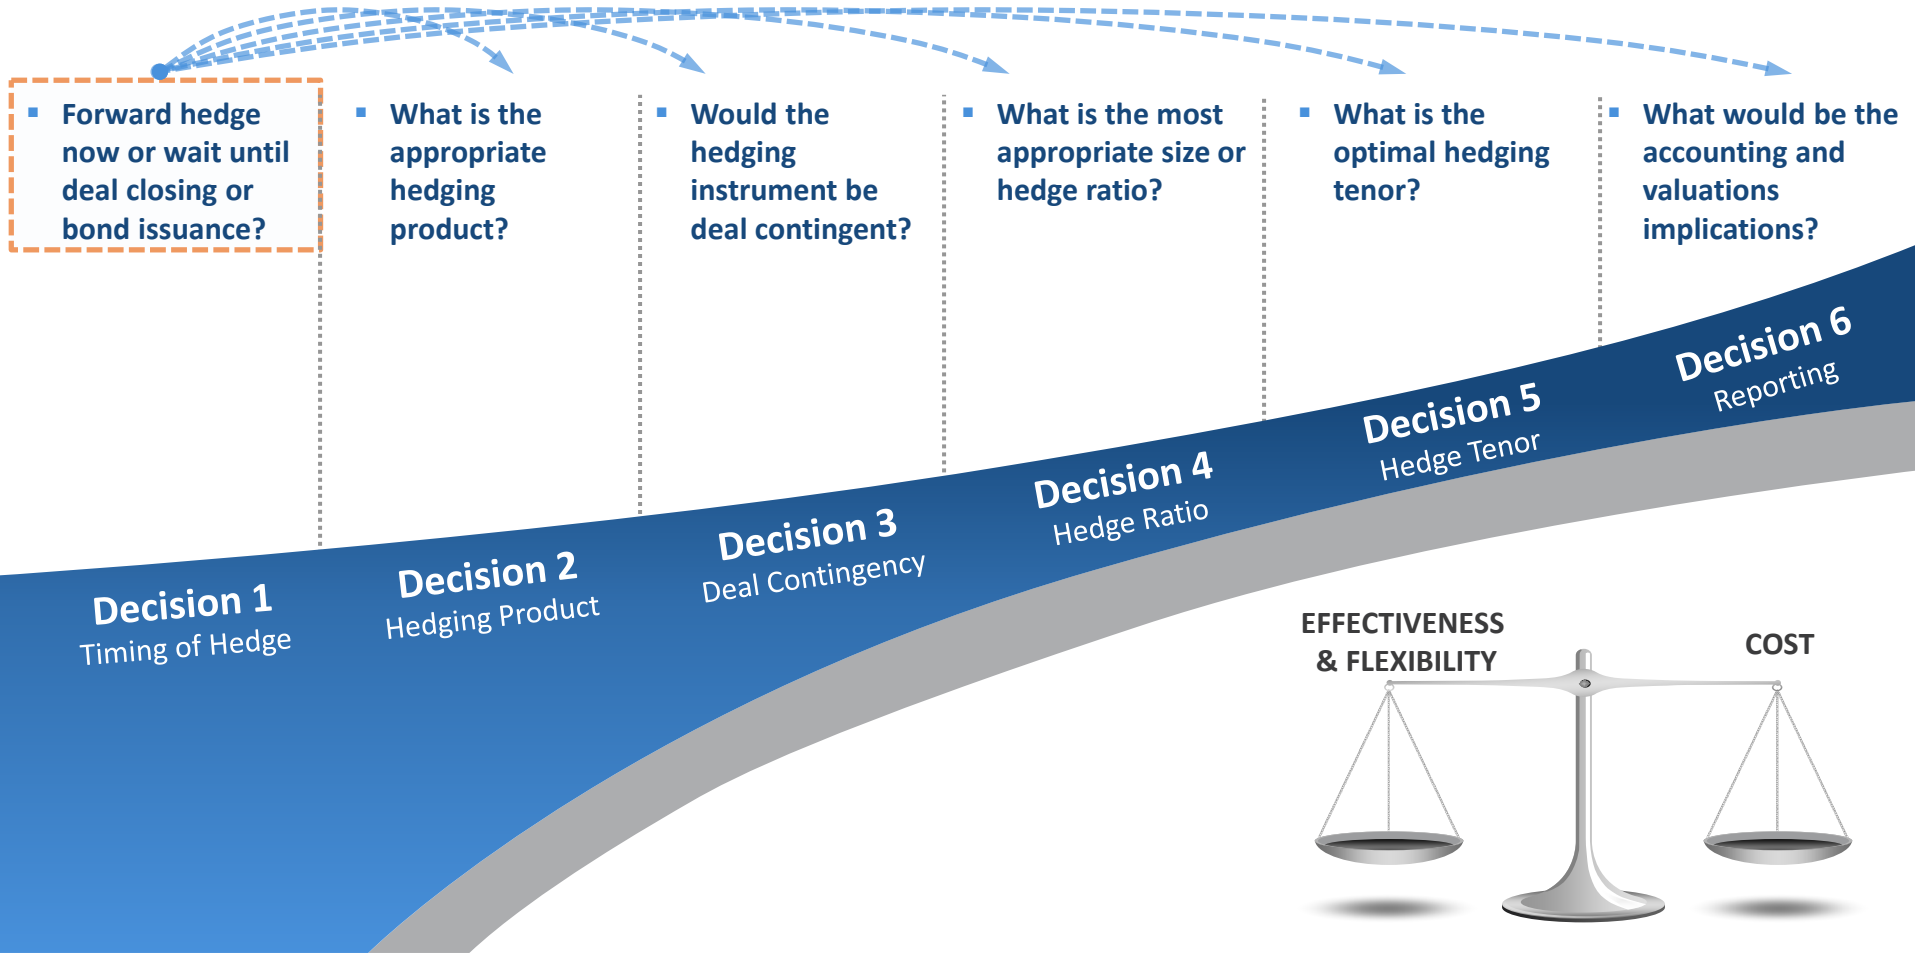 Forward hedge
now or wait until
deal closing or
bond issuance?
What is the
appropriate
hedging
product?
Would the
hedging
instrument be
deal contingent?
What is the most
appropriate size or
hedge ratio?
What is the
optimal hedging
tenor?
What would be the
accounting and
valuations
implications?
Decision 1
Timing of Hedge
Decision 2
Hedging Product
Decision 3
Deal Contingency
Decision 4
Hedge Ratio
Decision 5
Hedge Tenor
Decision 6
Reporting
EFFECTIVENESS
& FLEXIBILITY
COST